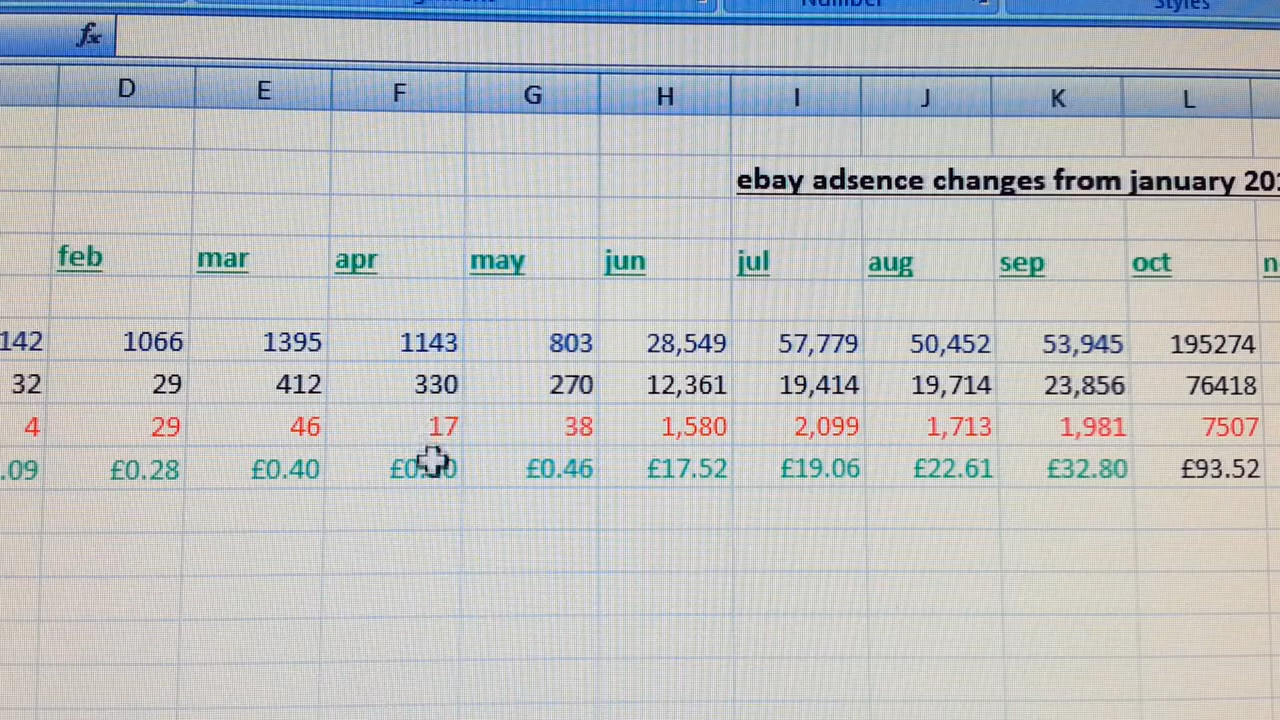 Number Styles
fx
D E F G H I J K L
ebay adsence changes from january 20
feb mar apr may jun jul aug sep oct n
142 1066 1395 1143 803 28,549 57,779 50,452 53,945 195274
32 29 412 330 270 12,361 19,414 19,714 23,856 76418
4 29 46 17 38 1,580 2,099 1,713 1,981 7507
.09 £0.28 £0.40 £0.46 £17.52 £19.06 £22.61 £32.80 £93.52